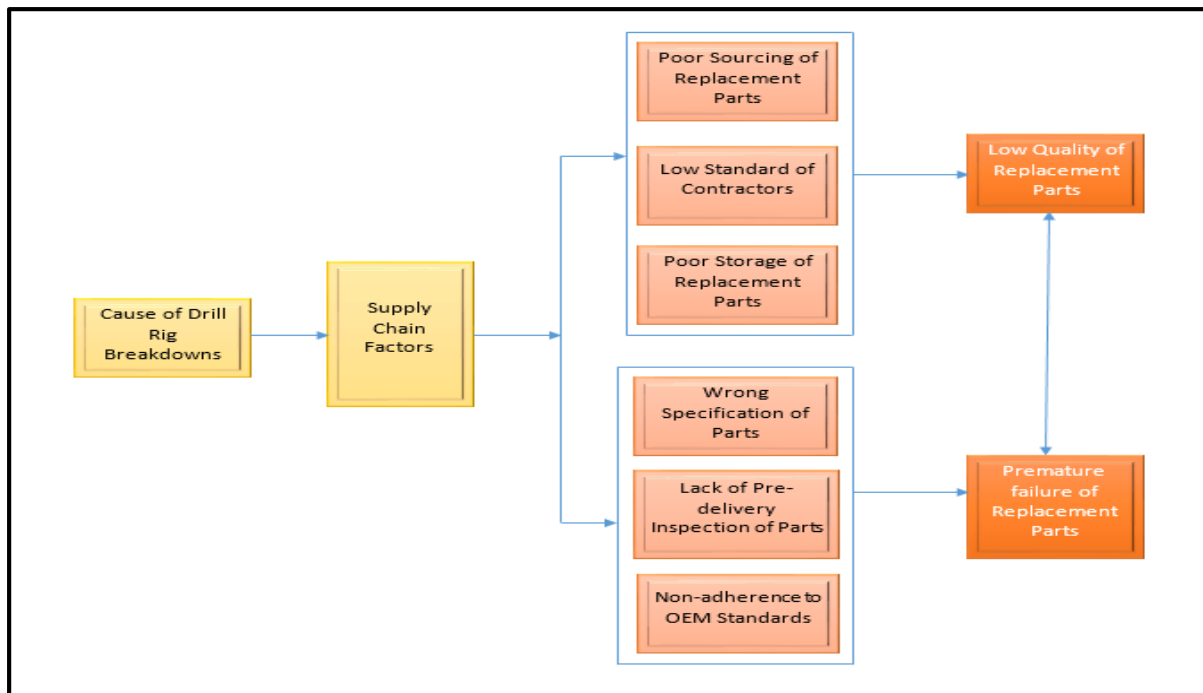 Cause of Drill
Rig
Breakdowns
Supply
Chain
Factors
Poor Sourcing of
Replacement
Parts
Low Standard of
Contractors
Poor Storage of
Replacement
Parts
Wrong
Specification of
Parts
Lack of Pre-
delivery
Inspection of Parts
Non-adherence to
OEM Standards
Low Quality of
Replacement
Parts
Premature
failure of
Replacement
Parts